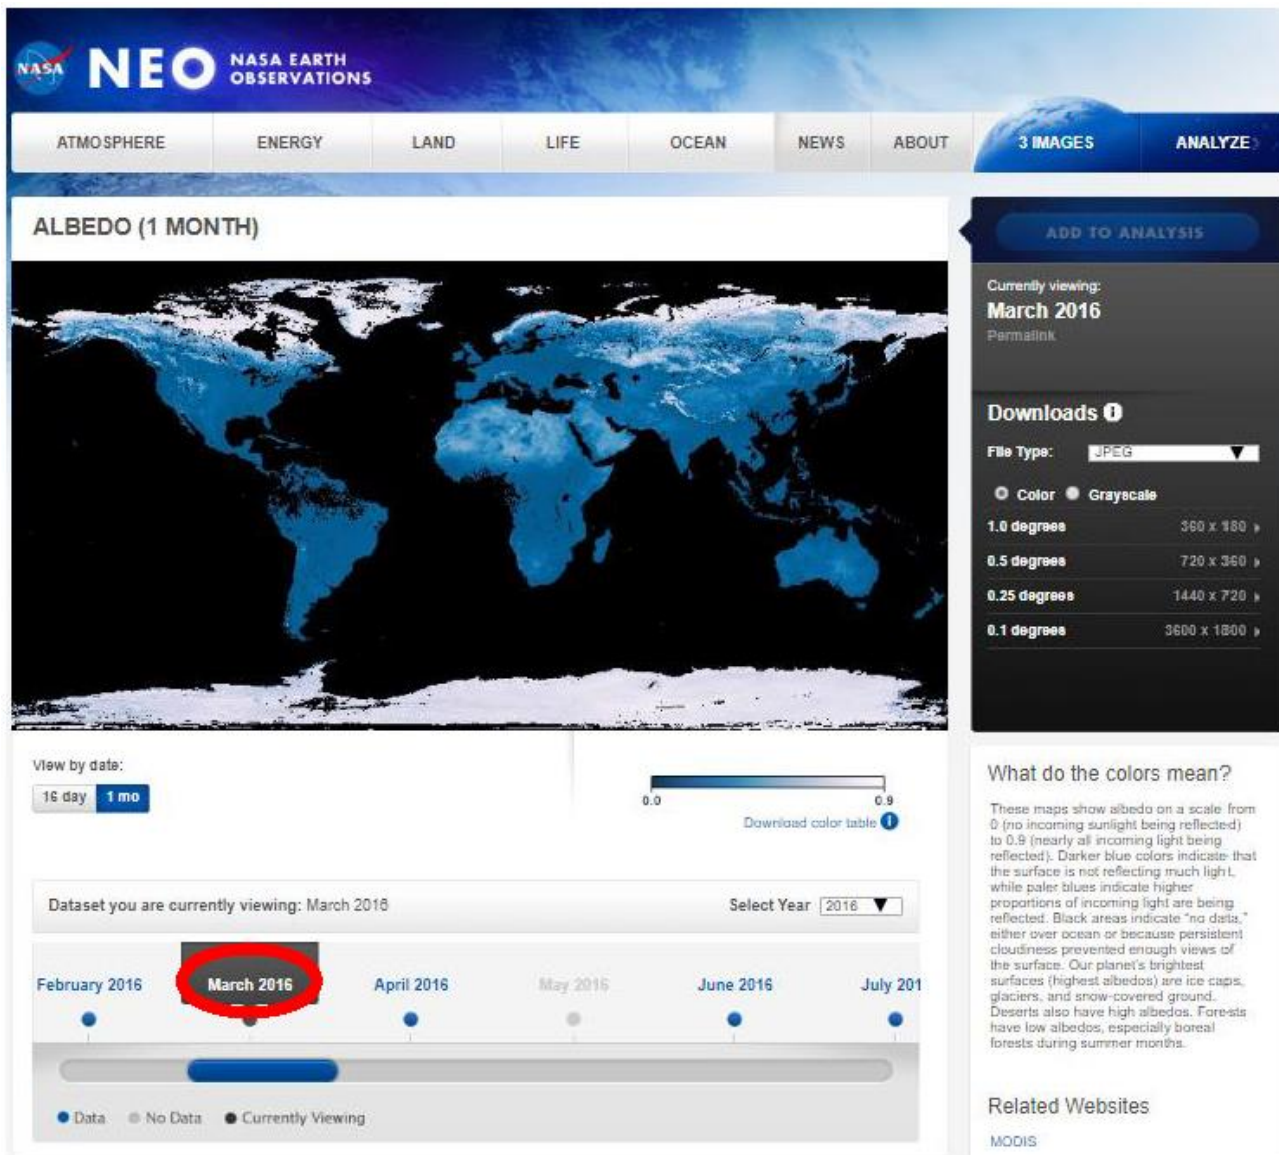 NASA
NEO
NASA EARTH
OBSERVATIONS
ATMOSPHERE ENERGY LAND LIFE OCEAN NEWS ABOUT 3 IMAGES ANALYZE
ALBEDO (1 MONTH)
ADD TO ANALYSIS
Currently viewing:
March 2016
Permalink
Downloads i
File Type: JPEG
Color Grayscale
1.0 degrees 360 x 180
0.5 degrees 720 x 360
0.25 degrees 1440 x 720
0.1 degrees 3600 x 1800
View by date:
16 day 1 mo
0.0 0.9
Download color table i
Dataset you are currently viewing: March 2016
Select Year 2016
February 2016 March 2016 April 2016 May 2016 June 2016 July 201
Data No Data Currently Viewing
What do the colors mean?
These maps show albedo on a scale from
0 (no incoming sunlight being reflected)
to 0.9 (nearly all incoming light being
reflected). Darker blue colors indicate that
the surface is not reflecting much light,
while paler blues indicate higher
proportions of incoming light are being
reflected. Black areas indicate "no data,"
either over ocean or because persistent
cloudiness prevented enough views of
the surface. Our planet's brightest
surfaces (highest albedos) are ice caps,
glaciers, and snow-covered ground.
Deserts also have high albedos. Forests
have low albedos, especially boreal
forests during summer months.
Related Websites
MODIS